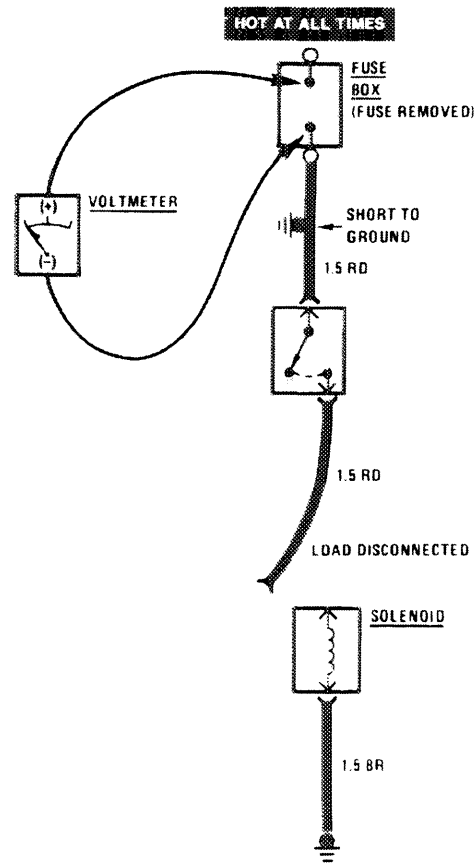 HOT AT ALL TIMES
FUSE
BOX
(FUSE REMOVED)
VOLTMETER
(+)
(−)
SHORT TO
GROUND
1.5 RD
1.5 RD
LOAD DISCONNECTED
SOLENOID
1.5 BR